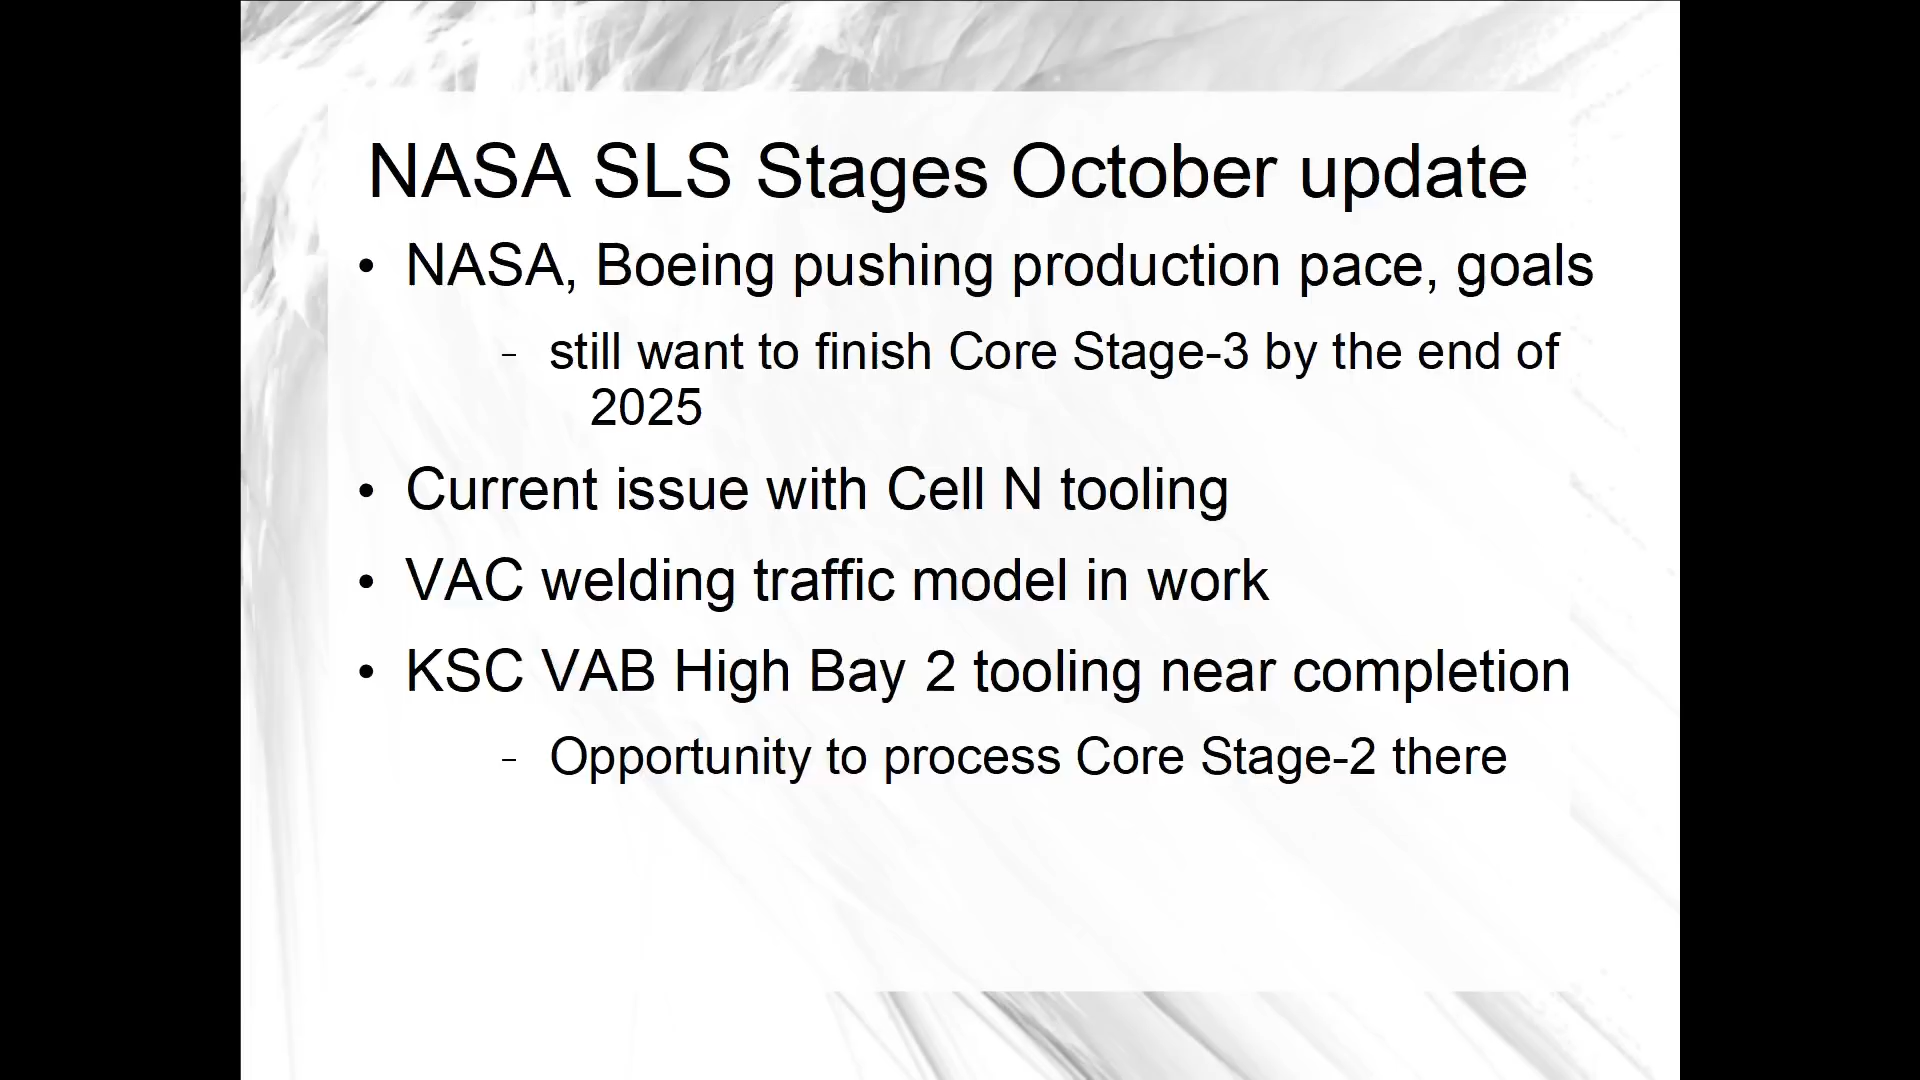 NASA SLS Stages October update
• NASA, Boeing pushing production pace, goals
– still want to finish Core Stage-3 by the end of
2025
• Current issue with Cell N tooling
• VAC welding traffic model in work
• KSC VAB High Bay 2 tooling near completion
– Opportunity to process Core Stage-2 there